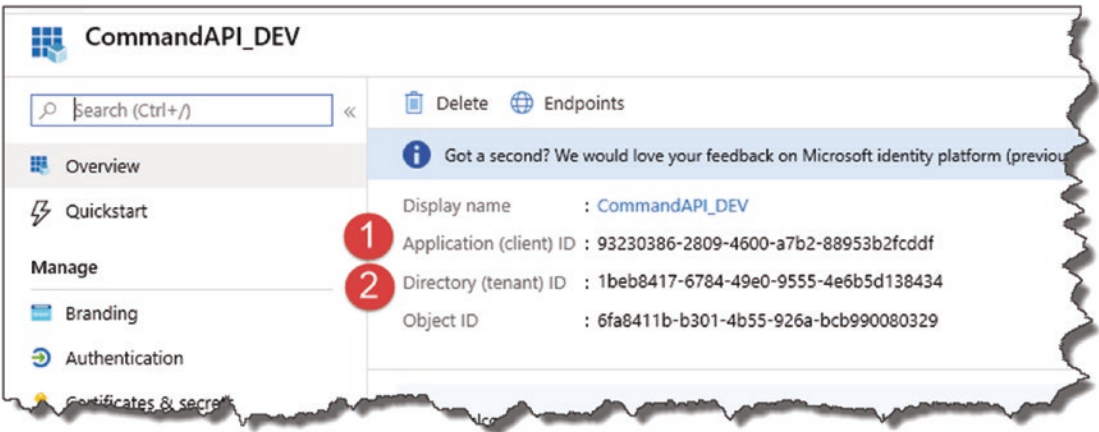 CommandAPI_DEV
Search (Ctrl+/)
«
Overview
Quickstart
Manage
Branding
Authentication
Certificates & secrets
Delete Endpoints
Got a second? We would love your feedback on Microsoft identity platform
Display name : CommandAPI_DEV
1 Application (client) ID : 93230386-2809-4600-a7b2-88953b2fcddf
2 Directory (tenant) ID : 1beb8417-6784-49e0-9555-4e6b5d138434
Object ID : 6fa8411b-b301-4b55-926a-bcb990080329